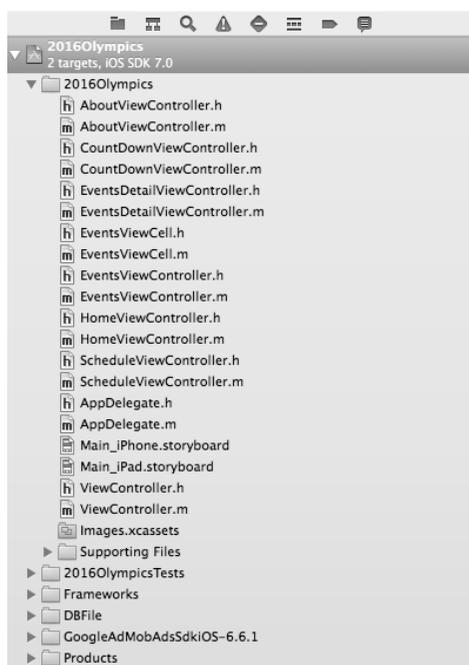 2016Olympics
2 targets, iOS SDK 7.0
2016Olympics
h AboutViewController.h
m AboutViewController.m
h CountDownViewController.h
m CountDownViewController.m
h EventsDetailViewController.h
m EventsDetailViewController.m
h EventsViewCell.h
m EventsViewCell.m
h EventsViewController.h
m EventsViewController.m
h HomeViewController.h
m HomeViewController.m
h ScheduleViewController.h
m ScheduleViewController.m
h AppDelegate.h
m AppDelegate.m
Main_iPhone.storyboard
Main_iPad.storyboard
h ViewController.h
m ViewController.m
Images.xcassets
Supporting Files
2016OlympicsTests
Frameworks
DBFile
GoogleAdMobAdsSdkiOS-6.6.1
Products